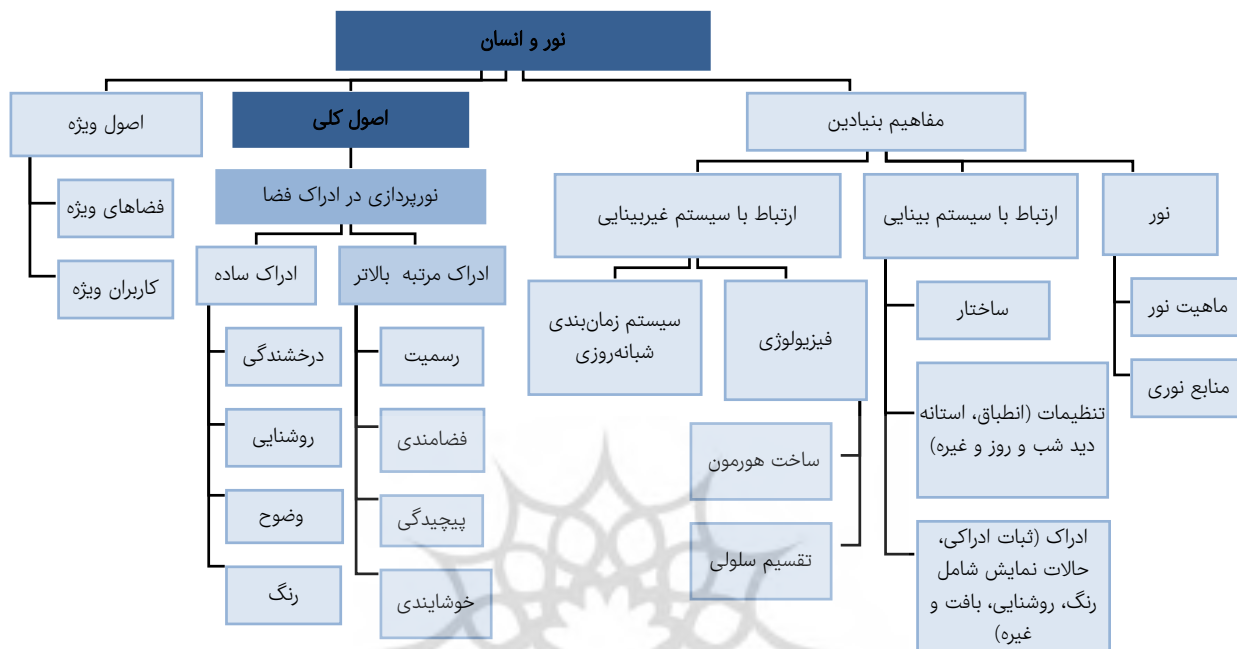 نور و انسان
مفاهیم بنیادین
نور
ماهیت نور
منابع نوری
ارتباط با سیستم بینایی
ساختار
تنظیمات (انطباق، استانه
دید شب و روز و غیره)
ادراک (ثبات ادراکی،
حالات نمایش شامل
رنگ، روشنایی، بافت و
غیره)
ارتباط با سیستم غیربینایی
فیزیولوژی
ساخت هورمون
تقسیم سلولی
سیستم زمان‌بندی
شبانه‌روزی
اصول کلی
نورپردازی در ادراک فضا
ادراک مرتبه بالاتر
رسمیت
فضامندی
پیچیدگی
خوشایندی
ادراک ساده
درخشندگی
روشنایی
وضوح
رنگ
اصول ویژه
فضاهای ویژه
کاربران ویژه